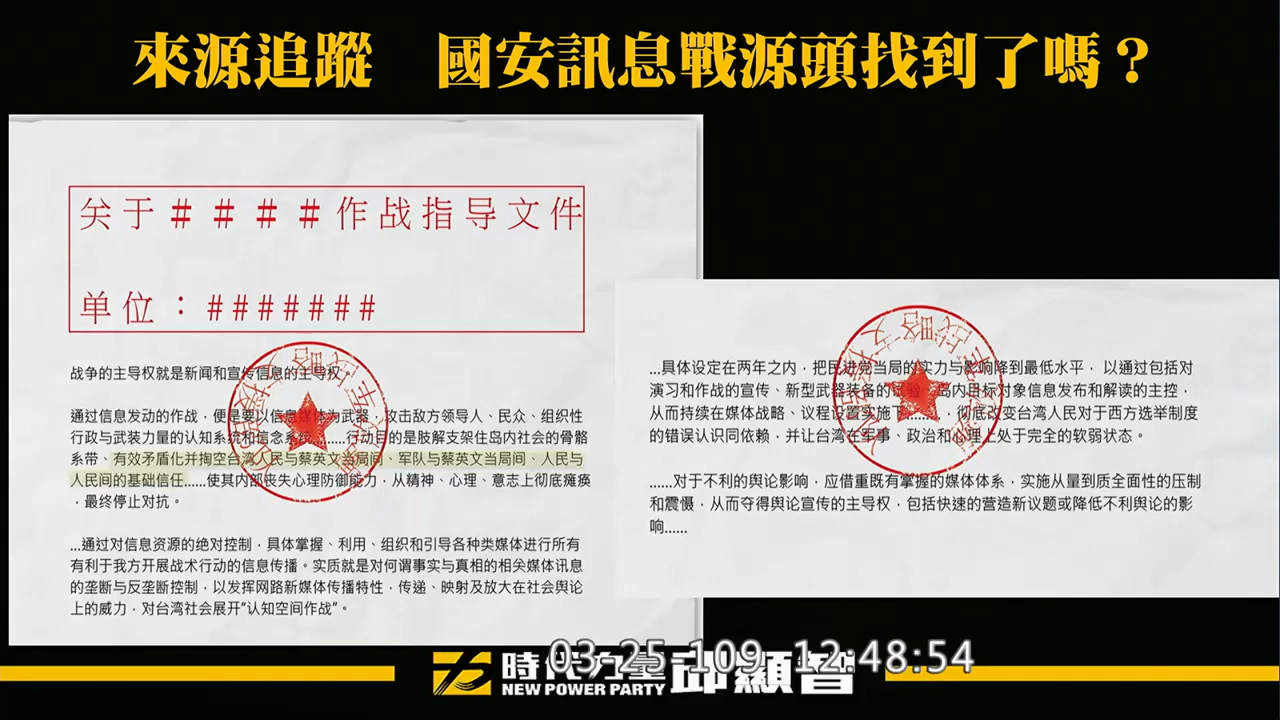 來源追蹤 國安訊息戰源頭找到了嗎？
关于＃＃＃＃作战指导文件
单位：#######
战争的主导权就是新闻和宣传信息的主导权
通过信息发动的作战，便是要以信息媒体为武器，攻击敌方领导人、民众、组织性
行政与武装力量的认知系统和信念系统......行动目的是肢解支架住岛内社会的骨骼
系带、有效矛盾化并掏空台湾人民与蔡英文当局间、军队与蔡英文当局间、人民与
人民间的基础信任......使其内部丧失心理防御能力，从精神、心理、意志上彻底瘫痪
，最终停止对抗。
...通过对信息资源的绝对控制，具体掌握、利用、组织和引导各种类媒体进行所有
有利于我方开展战术行动的信息传播。实质就是对何谓事实与真相的相关媒体讯息
的垄断与反垄断控制，以发挥网路新媒体传播特性，传递、映射及放大在社会舆论
上的威力，对台湾社会展开"认知空间作战"。
...具体设定在两年之内，把民进党当局的实力与影响降到最低水平， 以通过包括对
演习和作战的宣传、新型武器装备的试验、岛内目标对象信息发布和解读的主控，
从而持续在媒体战略、议程设置实施下......，彻底改变台湾人民对于西方选举制度
的错误认识同依赖，并让台湾在军事、政治和心理上处于完全的软弱状态。
......对于不利的舆论影响，应借重既有掌握的媒体体系，实施从量到质全面性的压制
和震慑，从而夺得舆论宣传的主导权，包括快速的营造新议题或降低不利舆论的影
响......
時代力量 邱顯智
NEW POWER PARTY
03-25-109 12:48:54